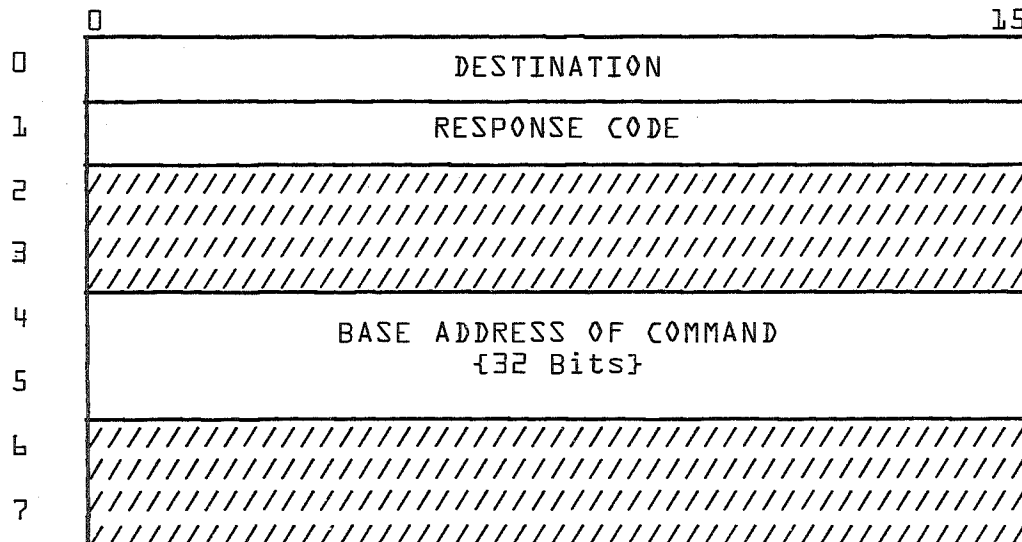 0 15
0 DESTINATION
1 RESPONSE CODE
2
3
4
BASE ADDRESS OF COMMAND
{32 Bits}
5
6
7